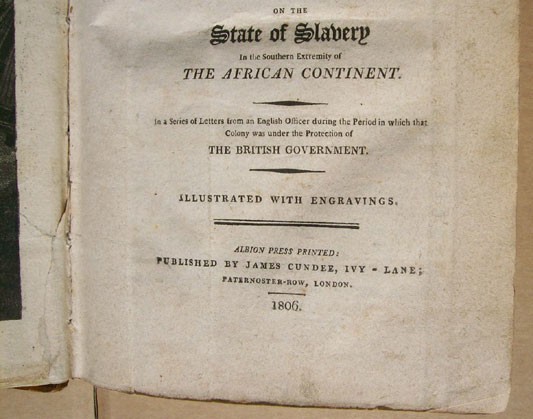 ON THE
State of Slavery
In the Southern Extremity of
THE AFRICAN CONTINENT.
In a Series of Letters from an English Officer during the Period in which that
Colony was under the Protection of
THE BRITISH GOVERNMENT.
ILLUSTRATED WITH ENGRAVINGS.
ALBION PRESS PRINTED:
PUBLISHED BY JAMES CUNDEE, IVY-LANE;
PATERNOSTER-ROW, LONDON.
1806.